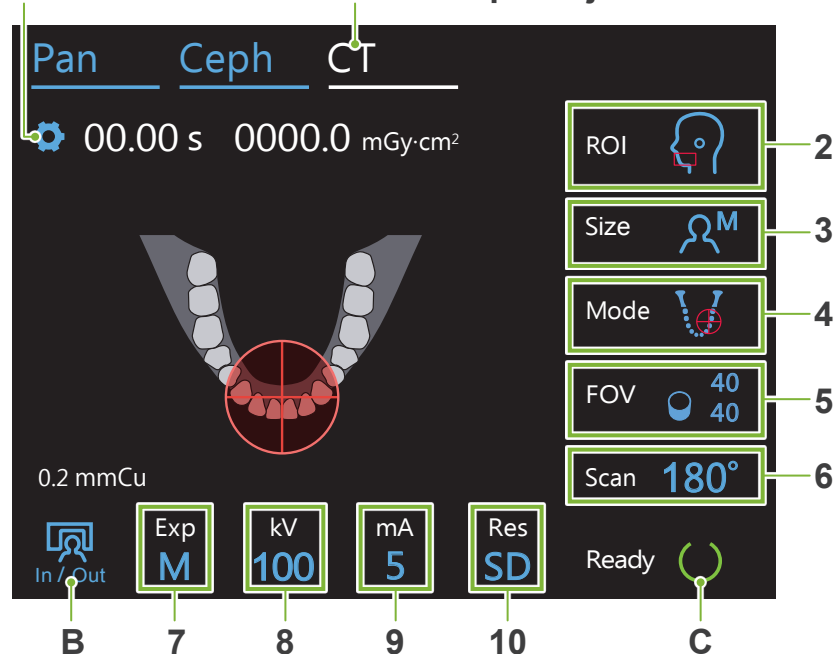 Pan Ceph CT
00.00 s 0000.0 mGy·cm²
ROI
2
Size M
3
Mode
4
FOV 40
40
5
0.2 mmCu
Scan 180°
6
Exp kV mA Res
M 100 5 SD
In / Out
Ready
B 7 8 9 10 C